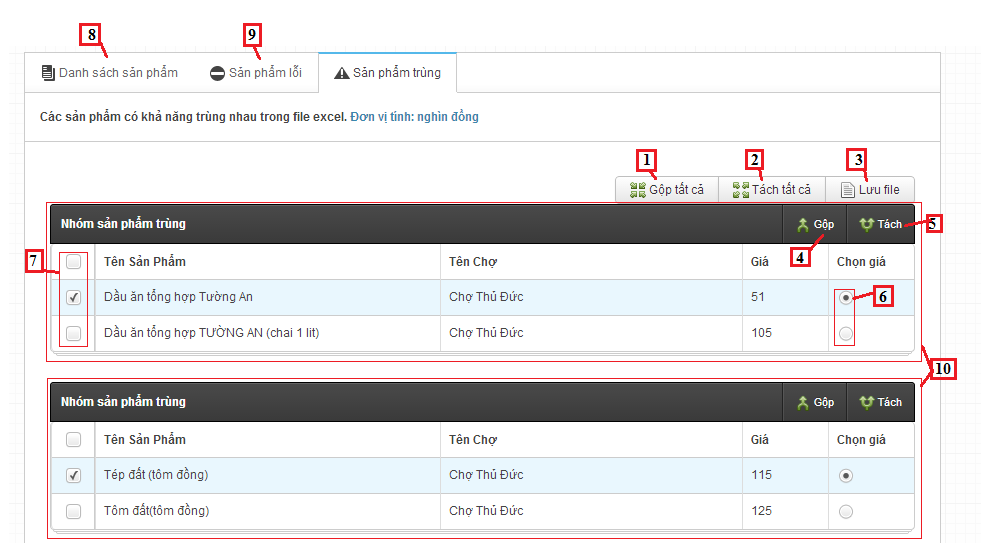 8 9
Danh sách sản phẩm Sản phẩm lỗi Sản phẩm trùng
Các sản phẩm có khả năng trùng nhau trong file excel. Đơn vị tính: nghìn đồng
1 2 3
Gộp tất cả Tách tất cả Lưu file
Nhóm sản phẩm trùng Gộp Tách 5
7 4
Tên Sản Phẩm Tên Chợ Giá Chọn giá
Dầu ăn tổng hợp Tường An Chợ Thủ Đức 51 6
Dầu ăn tổng hợp TƯỜNG AN (chai 1 lit) Chợ Thủ Đức 105
10
Nhóm sản phẩm trùng Gộp Tách
Tên Sản Phẩm Tên Chợ Giá Chọn giá
Tép đất (tôm đồng) Chợ Thủ Đức 115
Tôm đất(tôm đồng) Chợ Thủ Đức 125